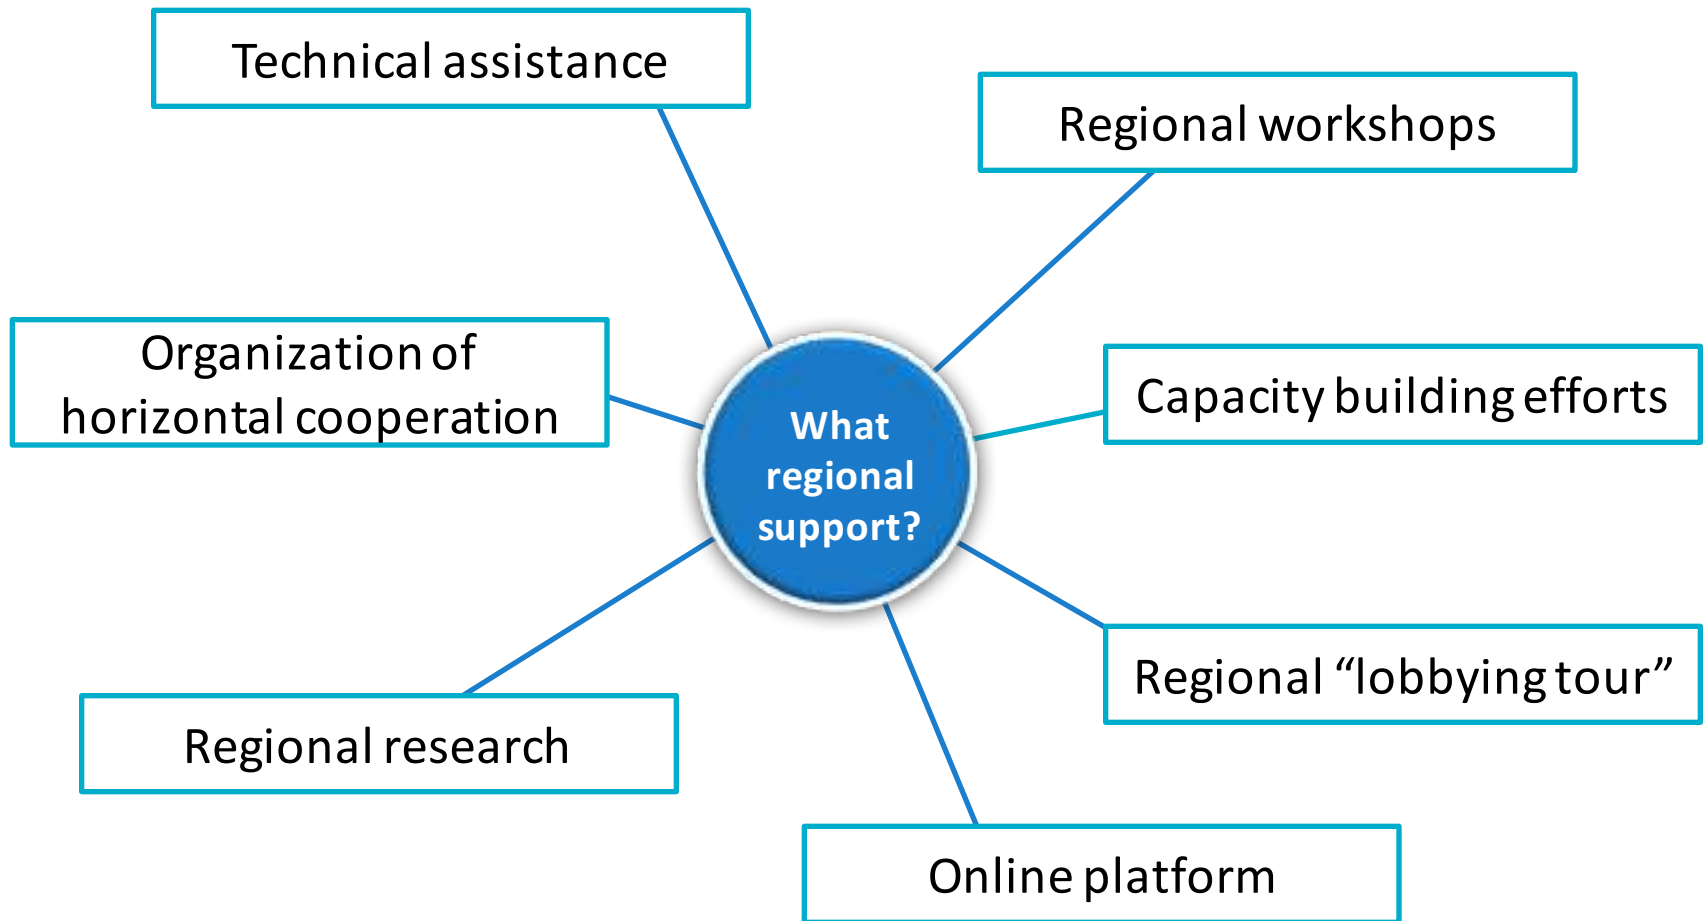 Technical assistance
Regional workshops
Organization of
horizontal cooperation
Capacity building efforts
What
regional
support?
Regional “lobbying tour”
Regional research
Online platform